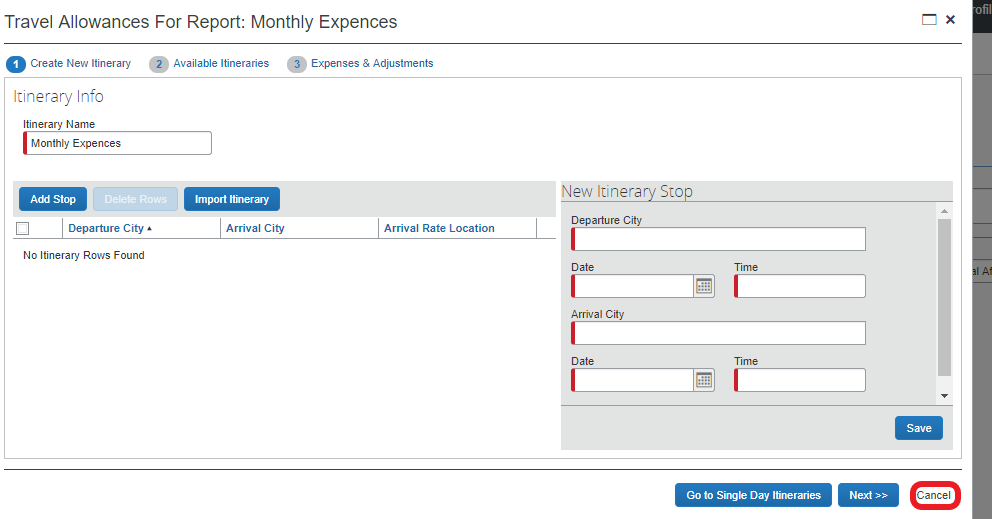 Travel Allowances For Report: Monthly Expences
1 Create New Itinerary 2 Available Itineraries 3 Expenses & Adjustments
Itinerary Info
Itinerary Name
Monthly Expences
Add Stop Delete Rows Import Itinerary
Departure City Arrival City Arrival Rate Location
No Itinerary Rows Found
New Itinerary Stop
Departure City
Date Time
Arrival City
Date Time
Save
Go to Single Day Itineraries Next >> Cancel